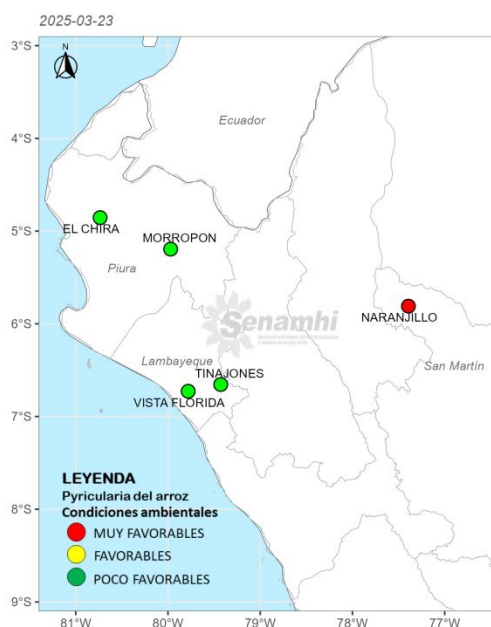 2025-03-23
N
3°S
Ecuador
4°S
EL CHIRA
5°S
MORROPON
Piura
NARANJILLO
6°S
Senamhi
San Martín
Lambayeque
TINAJONES
VISTA FLORIDA
7°S
LEYENDA
Pyricularia del arroz
Condiciones ambientales
MUY FAVORABLES
FAVORABLES
POCO FAVORABLES
8°S
9°S
81°W
80°W
79°W
78°W
77°W